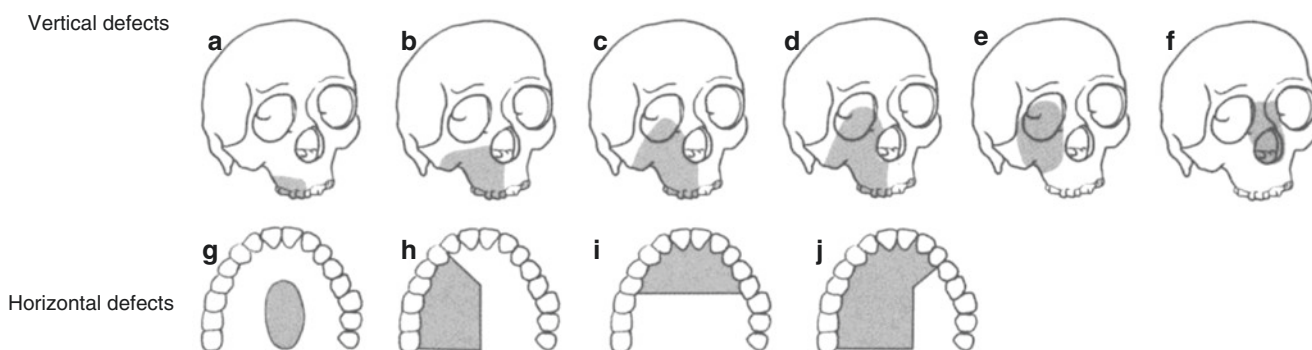 Vertical defects
a b c d e f
g h i j
Horizontal defects